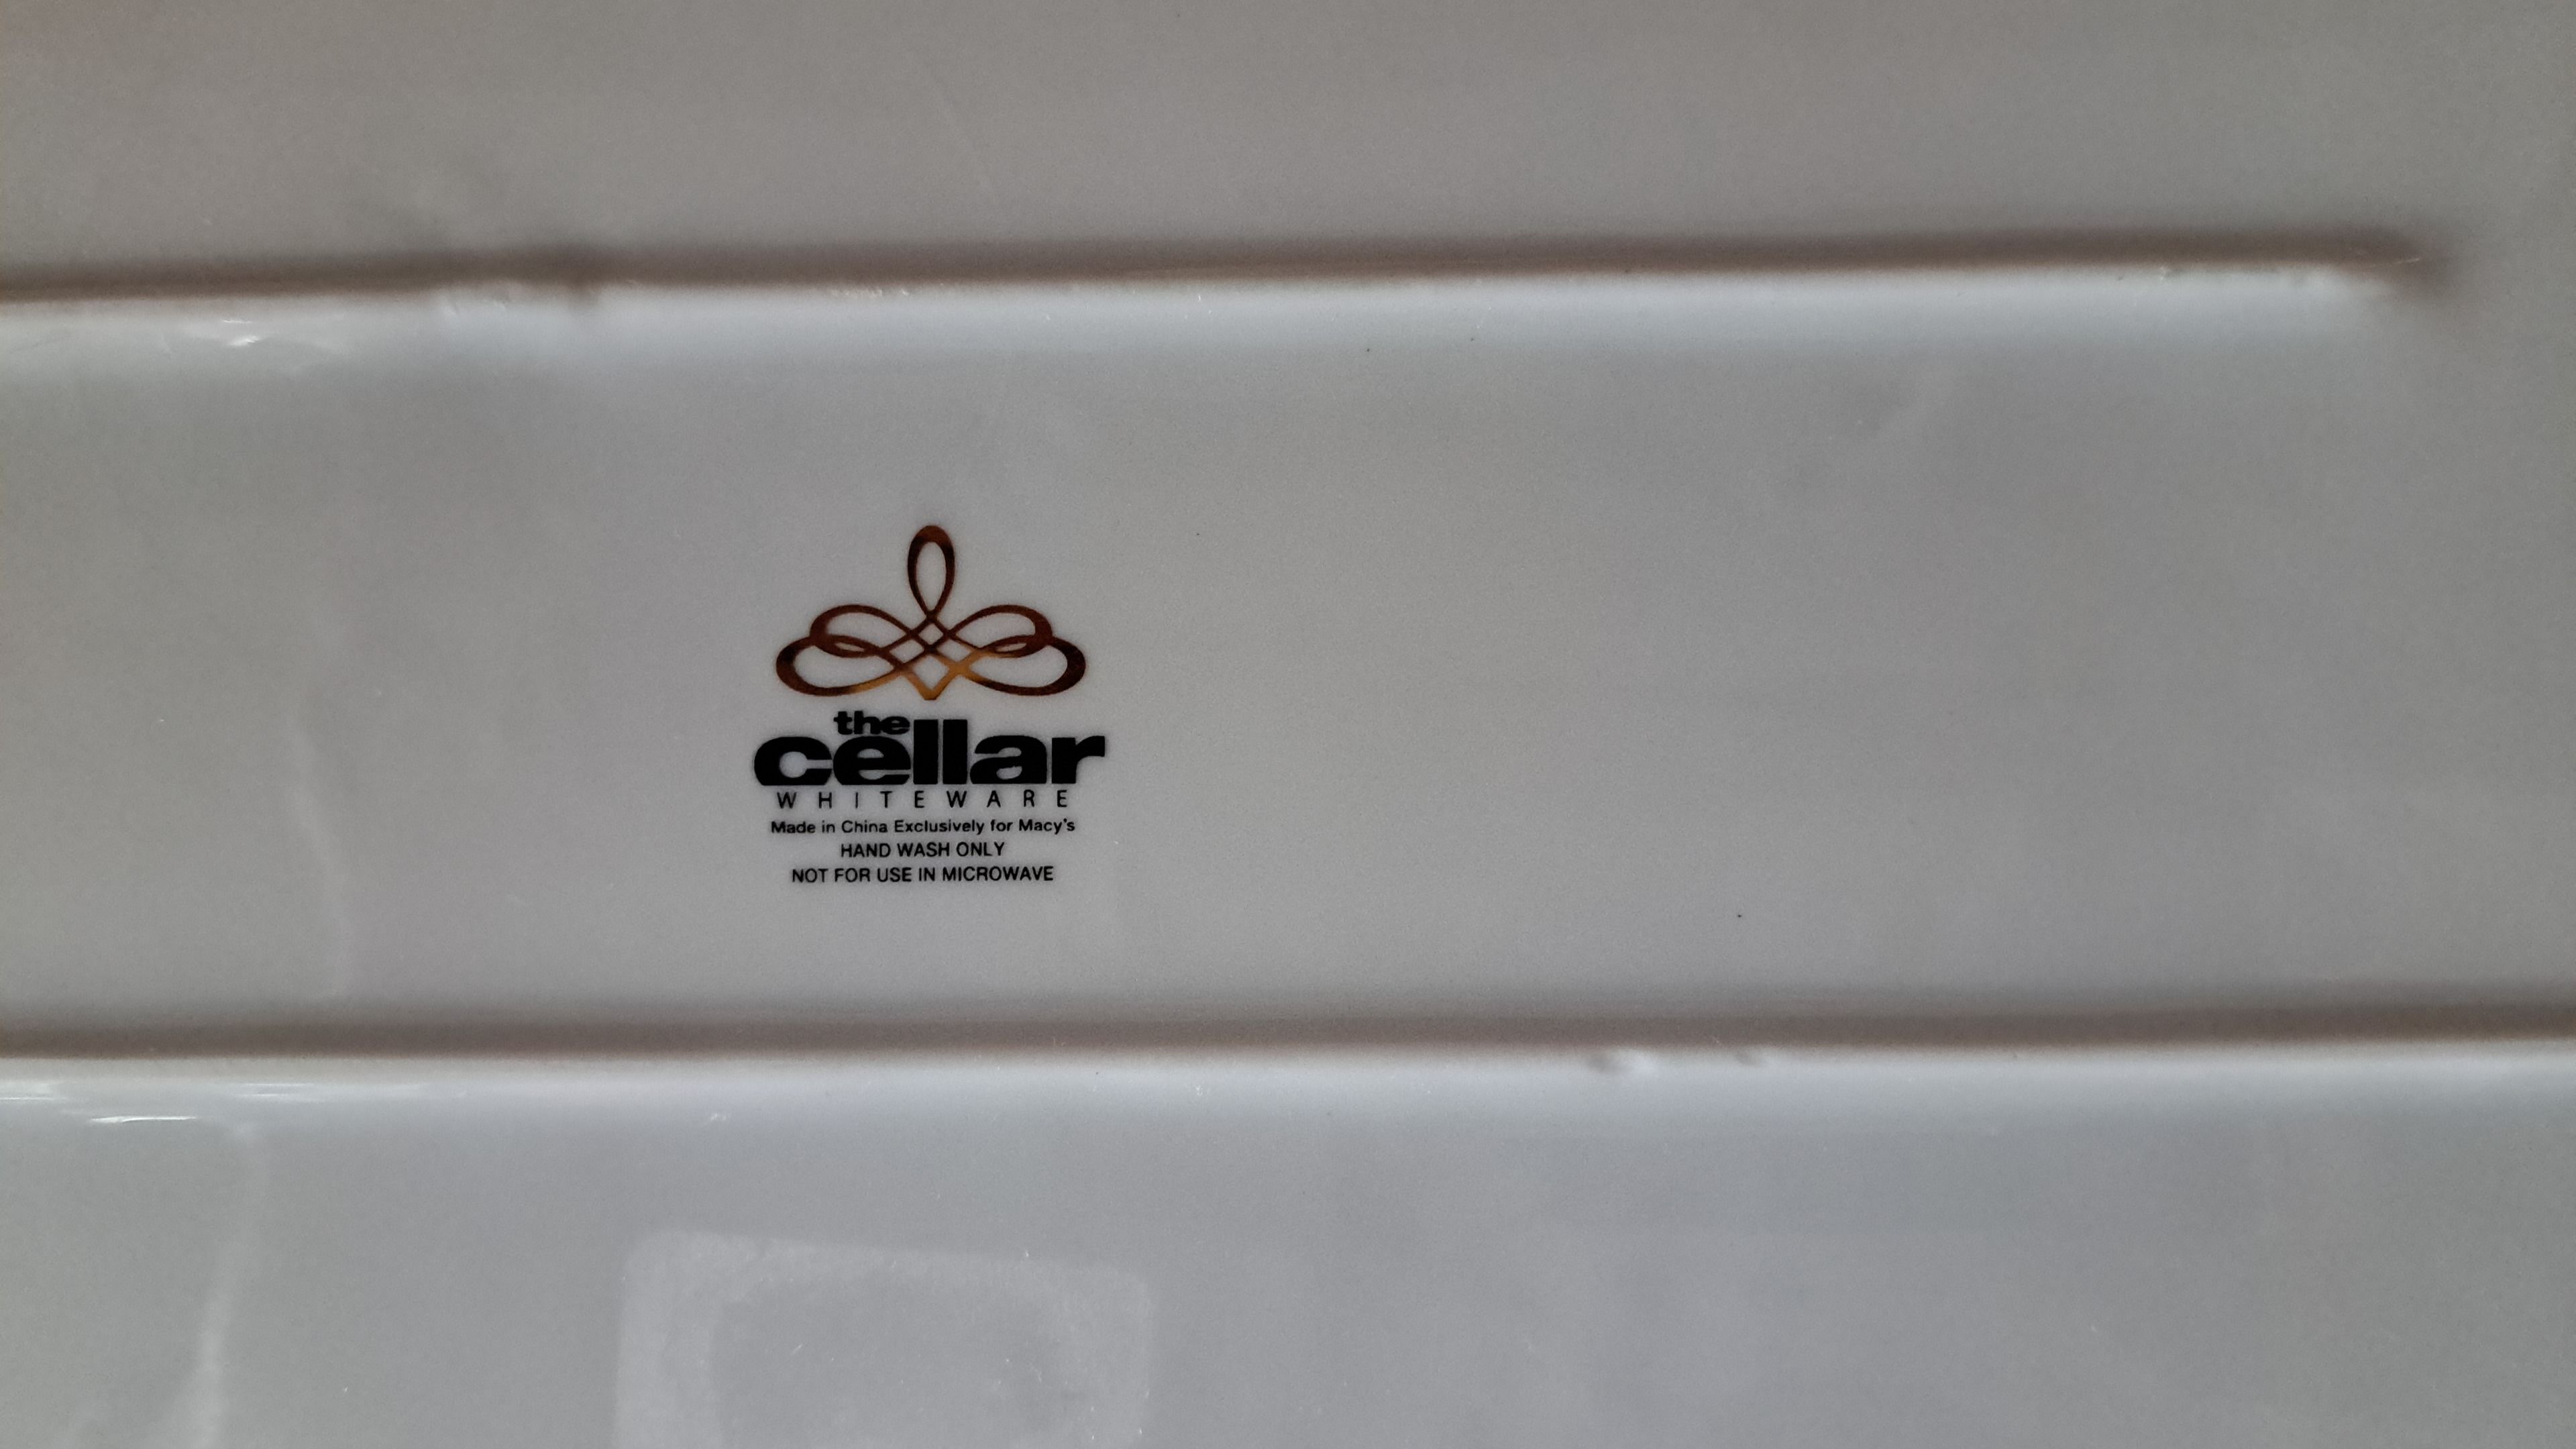 the
cellar
WHITEWARE
Made in China Exclusively for Macy's
HAND WASH ONLY
NOT FOR USE IN MICROWAVE